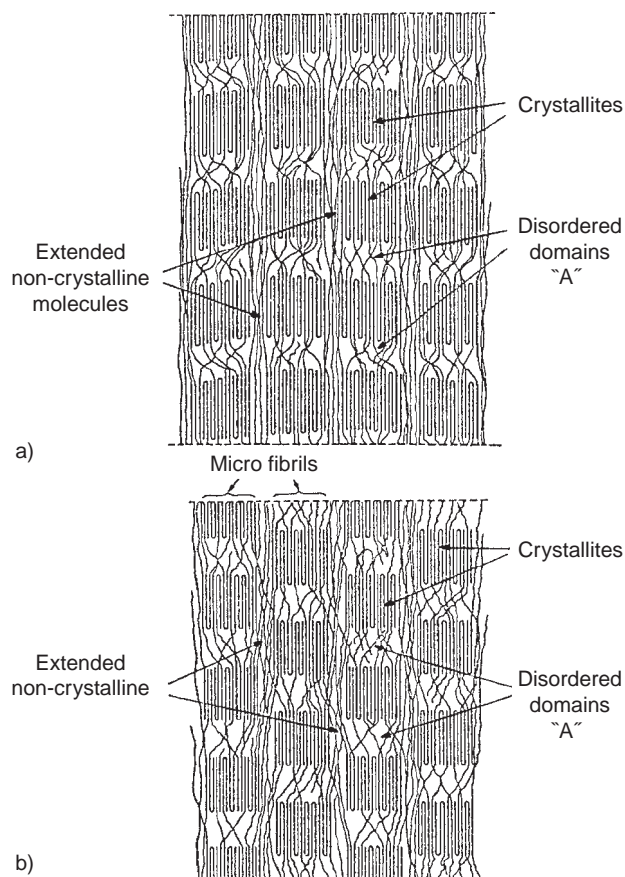 Crystallites
Extended
non-crystalline
molecules
Disordered
domains
˝A˝
a)
Micro fibrils
Crystallites
Extended
non-crystalline
Disordered
domains
˝A˝
b)